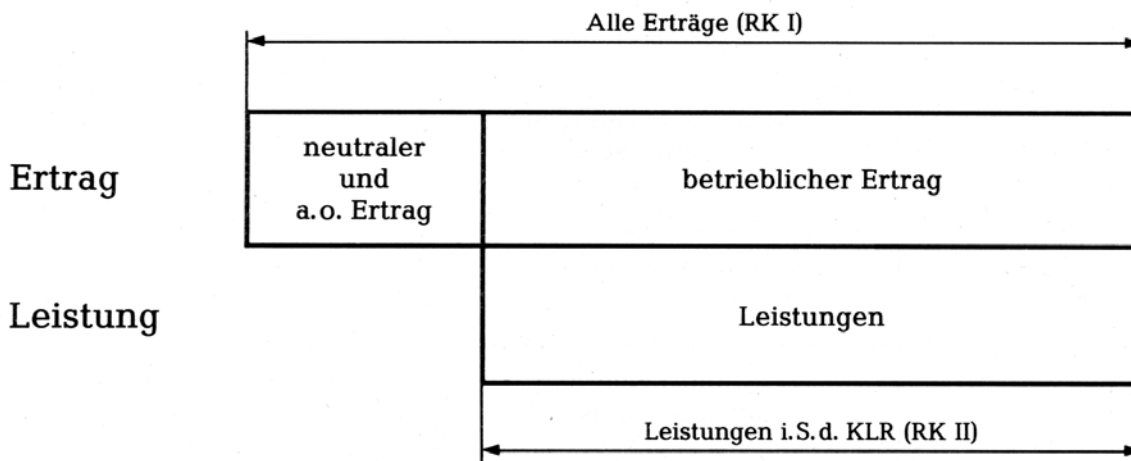 Alle Erträge (RK I)
Ertrag
neutraler
und
a.o. Ertrag
betrieblicher Ertrag
Leistung
Leistungen
Leistungen i.S.d. KLR (RK II)